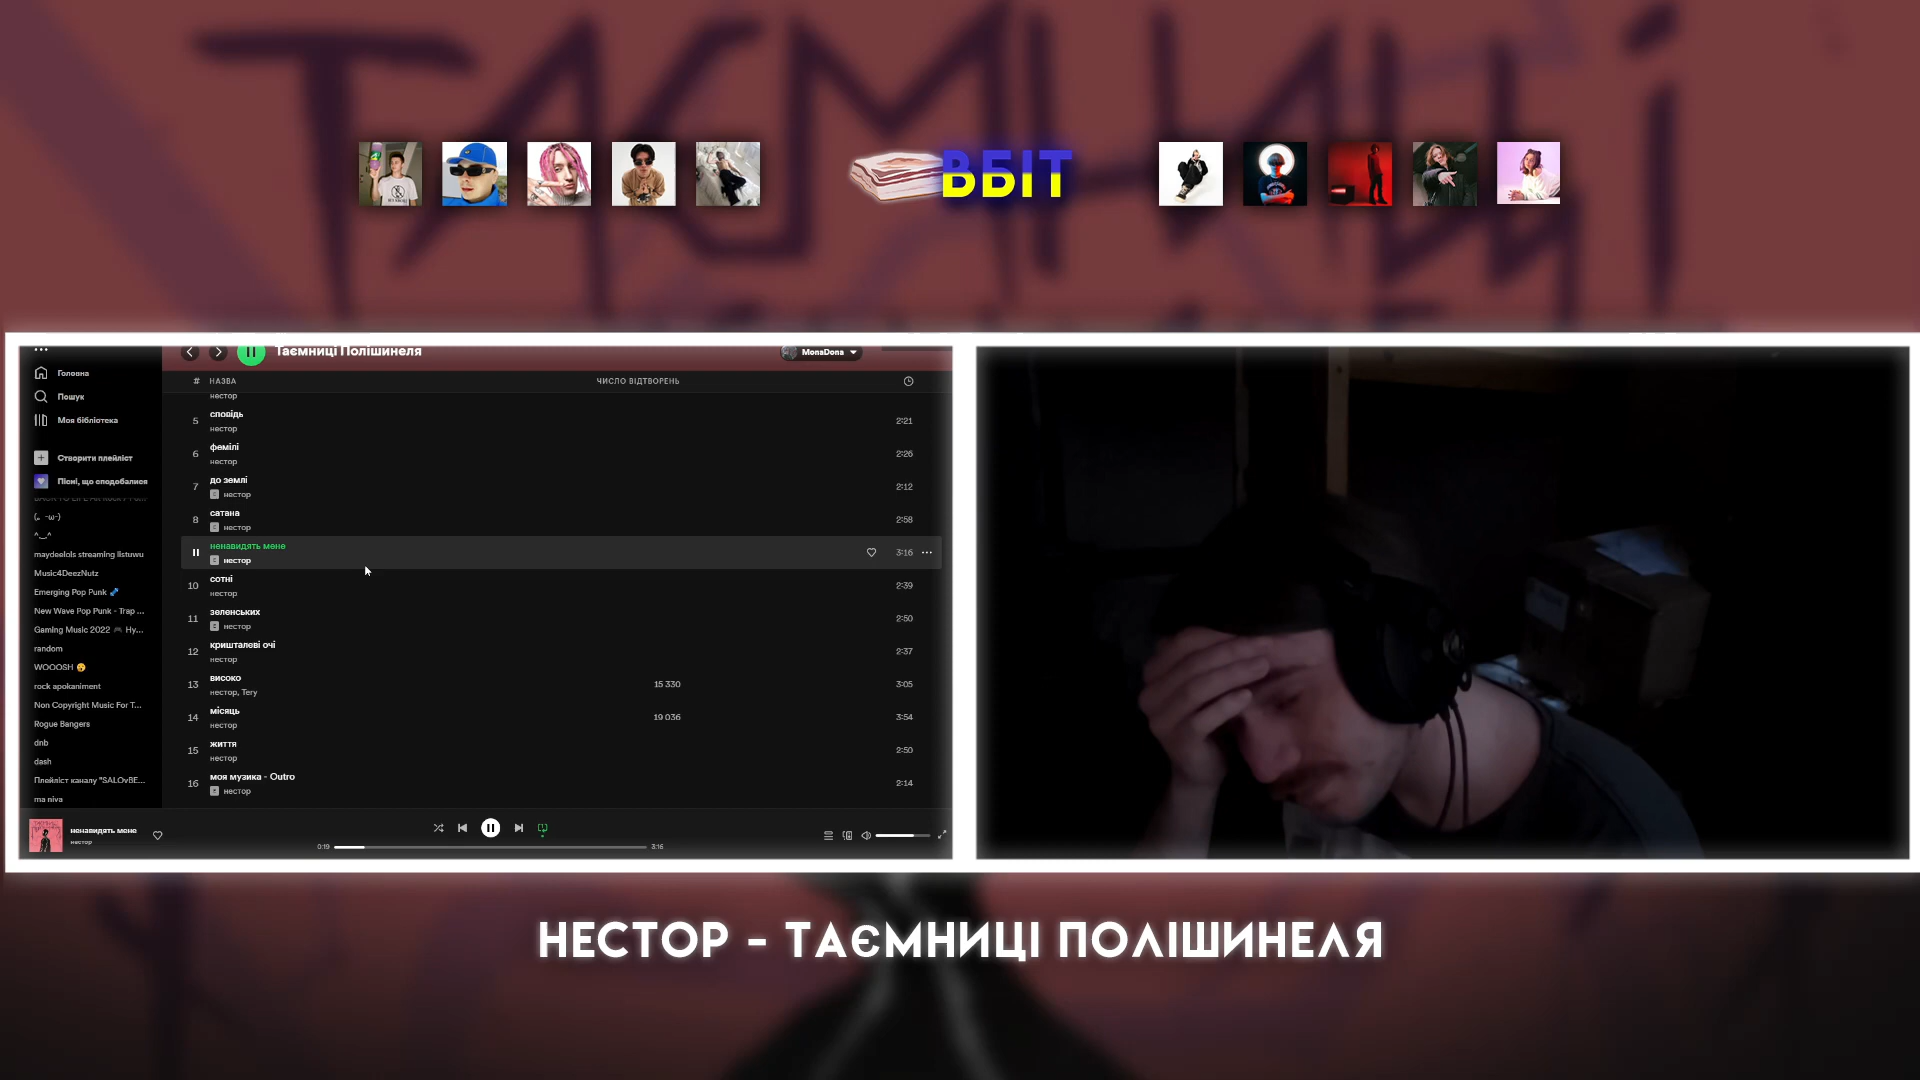 ТАЄМНИЦІ
ВБІТ
Таємниці Полішинеля
MonaDona
Головна
Пошук
Моя бібліотека
Створити плейліст
Пісні, що сподобалися
(。-ω-)
^‿^
maydeelols streaming listuwu
Music4DeezNutz
Emerging Pop Punk
New Wave Pop Punk - Trap ...
Gaming Music 2022 🎮 Hy...
random
WOOOSH 😮
rock apokaniment
Non Copyright Music For T...
Rogue Bangers
dnb
dash
Плейліст каналу "SALOvBE...
ma niva
# НАЗВА ЧИСЛО ВІДТВОРЕНЬ
нестор
5 сповідь 2:21
нестор
6 фемілі 2:26
нестор
7 до землі 2:12
E нестор
8 сатана 2:58
E нестор
ненавидять мене 3:16 ...
E нестор
10 сотні 2:39
нестор
11 зеленських 2:50
E нестор
12 кришталеві очі 2:37
нестор
13 високо 15 330 3:05
нестор, Tery
14 місяць 19 036 3:54
нестор
15 життя 2:50
нестор
16 моя музика - Outro 2:14
E нестор
ненавидять мене
нестор
0:19 3:16
НЕСТОР - ТАЄМНИЦІ ПОЛІШИНЕЛЯ